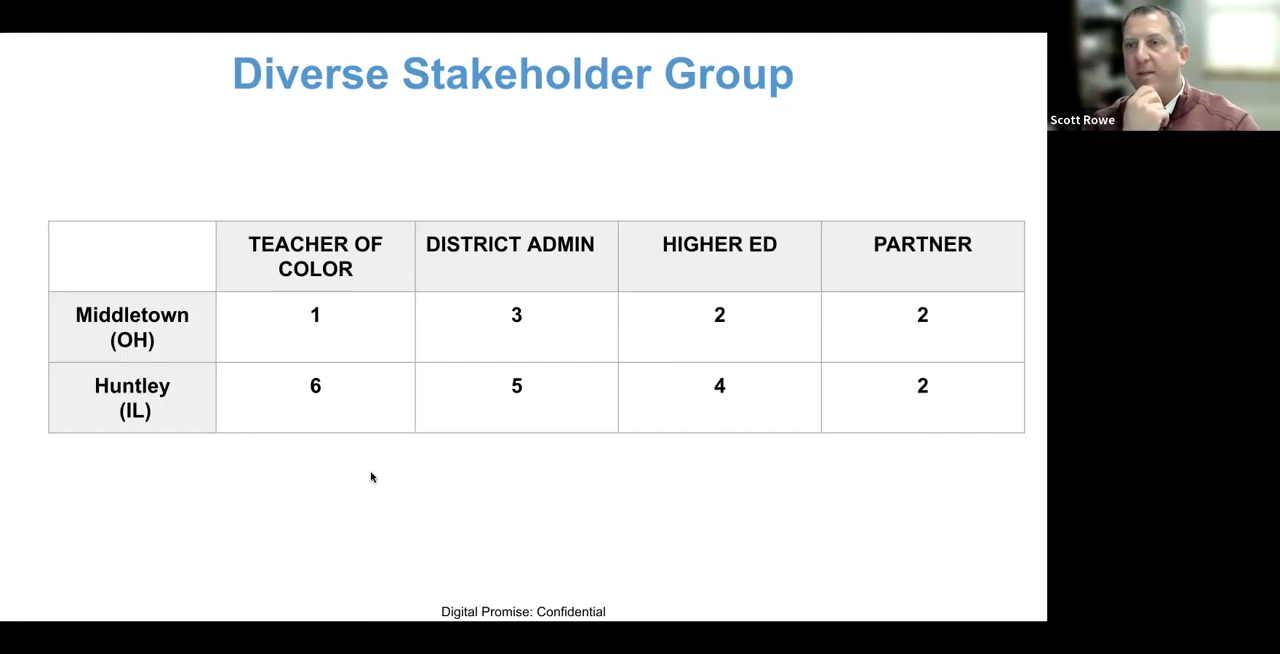 Diverse Stakeholder Group
Scott Rowe
TEACHER OF
COLOR
DISTRICT ADMIN
HIGHER ED
PARTNER
Middletown
(OH)
1
3
2
2
Huntley
(IL)
6
5
4
2
Digital Promise: Confidential